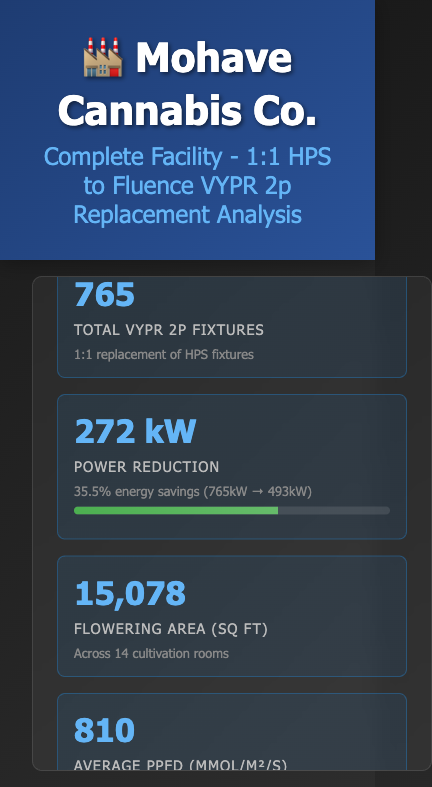 🏭 Mohave
Cannabis Co.
Complete Facility - 1:1 HPS
to Fluence VYPR 2p
Replacement Analysis
765
TOTAL VYPR 2P FIXTURES
1:1 replacement of HPS fixtures
272 kW
POWER REDUCTION
35.5% energy savings (765kW → 493kW)
15,078
FLOWERING AREA (SQ FT)
Across 14 cultivation rooms
810
AVERAGE PPFD (MMOL/M²/S)